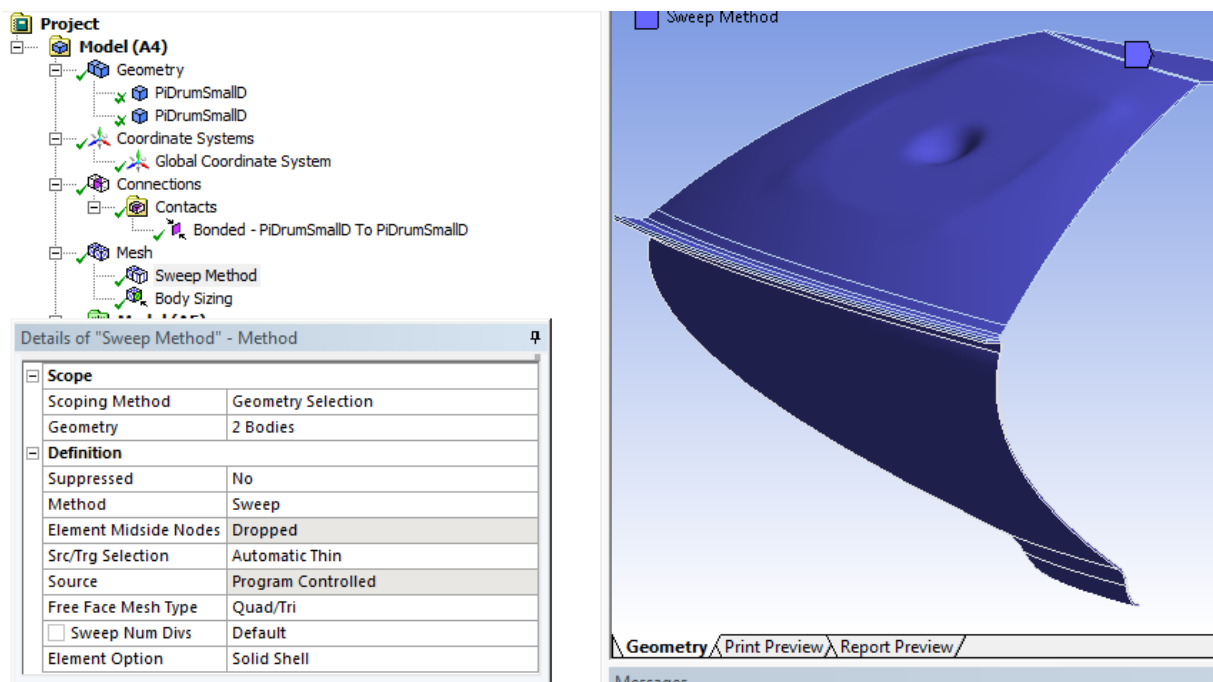 Project
Model (A4)
Geometry
PiDrumSmallD
PiDrumSmallD
Coordinate Systems
Global Coordinate System
Connections
Contacts
Bonded - PiDrumSmallD To PiDrumSmallD
Mesh
Sweep Method
Body Sizing
Details of "Sweep Method" - Method
Scope
Scoping Method Geometry Selection
Geometry 2 Bodies
Definition
Suppressed No
Method Sweep
Element Midside Nodes Dropped
Src/Trg Selection Automatic Thin
Source Program Controlled
Free Face Mesh Type Quad/Tri
Sweep Num Divs Default
Element Option Solid Shell
Sweep Method
Geometry Print Preview Report Preview
Messages